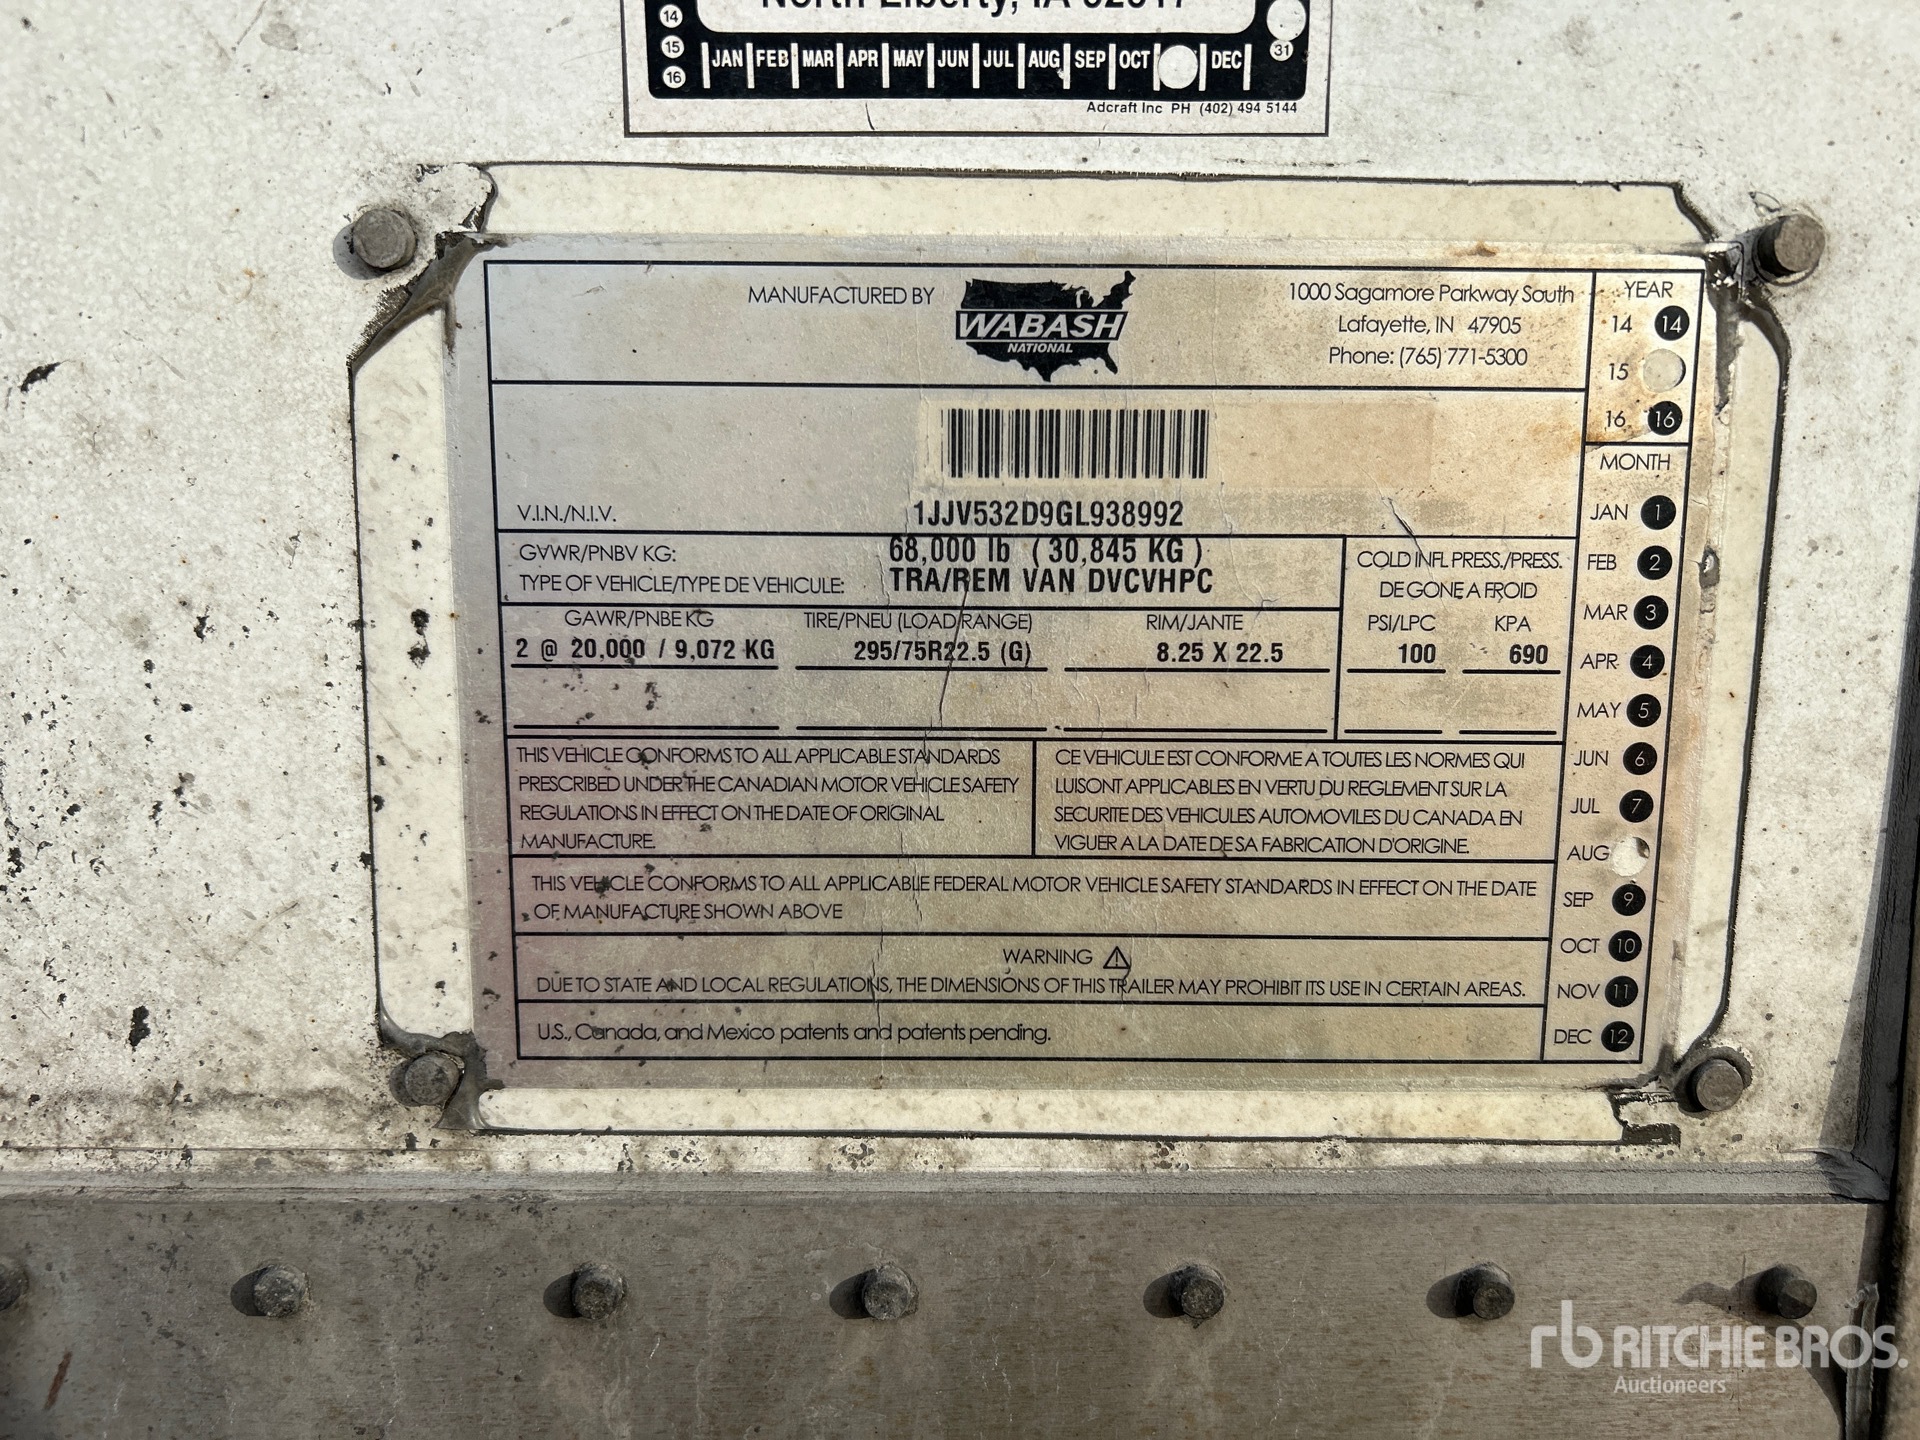 14
15
16
31
JAN FEB MAR APR MAY JUN JUL AUG SEP OCT DEC
Adcraft Inc PH (402) 494 5144
MANUFACTURED BY
WABASH
NATIONAL
1000 Sagamore Parkway South
Lafayette, IN 47905
Phone: (765) 771-5300
V.I.N./N.I.V. 1JJV532D9GL938992
GVWR/PNBV KG: 68,000 lb ( 30,845 KG )
TYPE OF VEHICLE/TYPE DE VEHICULE: TRA/REM VAN DVCVHPC
COLD INFL PRESS./PRESS.
DE GONE A FROID
GAWR/PNBE KG TIRE/PNEU (LOAD RANGE) RIM/JANTE PSI/LPC KPA
2 @ 20,000 / 9,072 KG 295/75R22.5 (G) 8.25 X 22.5 100 690
THIS VEHICLE CONFORMS TO ALL APPLICABLE STANDARDS
PRESCRIBED UNDER THE CANADIAN MOTOR VEHICLE SAFETY
REGULATIONS IN EFFECT ON THE DATE OF ORIGINAL
MANUFACTURE.
CE VEHICULE EST CONFORME A TOUTES LES NORMES QUI
LUISONT APPLICABLES EN VERTU DU REGLEMENT SUR LA
SECURITE DES VEHICULES AUTOMOVILES DU CANADA EN
VIGUER A LA DATE DE SA FABRICATION D'ORIGINE.
THIS VEHICLE CONFORMS TO ALL APPLICABLE FEDERAL MOTOR VEHICLE SAFETY STANDARDS IN EFFECT ON THE DATE
OF MANUFACTURE SHOWN ABOVE
WARNING
DUE TO STATE AND LOCAL REGULATIONS, THE DIMENSIONS OF THIS TRAILER MAY PROHIBIT ITS USE IN CERTAIN AREAS.
U.S., Canada, and Mexico patents and patents pending.
YEAR
14 14
15
16 16
MONTH
JAN 1
FEB 2
MAR 3
APR 4
MAY 5
JUN 6
JUL 7
AUG
SEP 9
OCT 10
NOV 11
DEC 12
rb RITCHIE BROS.
Auctioneers